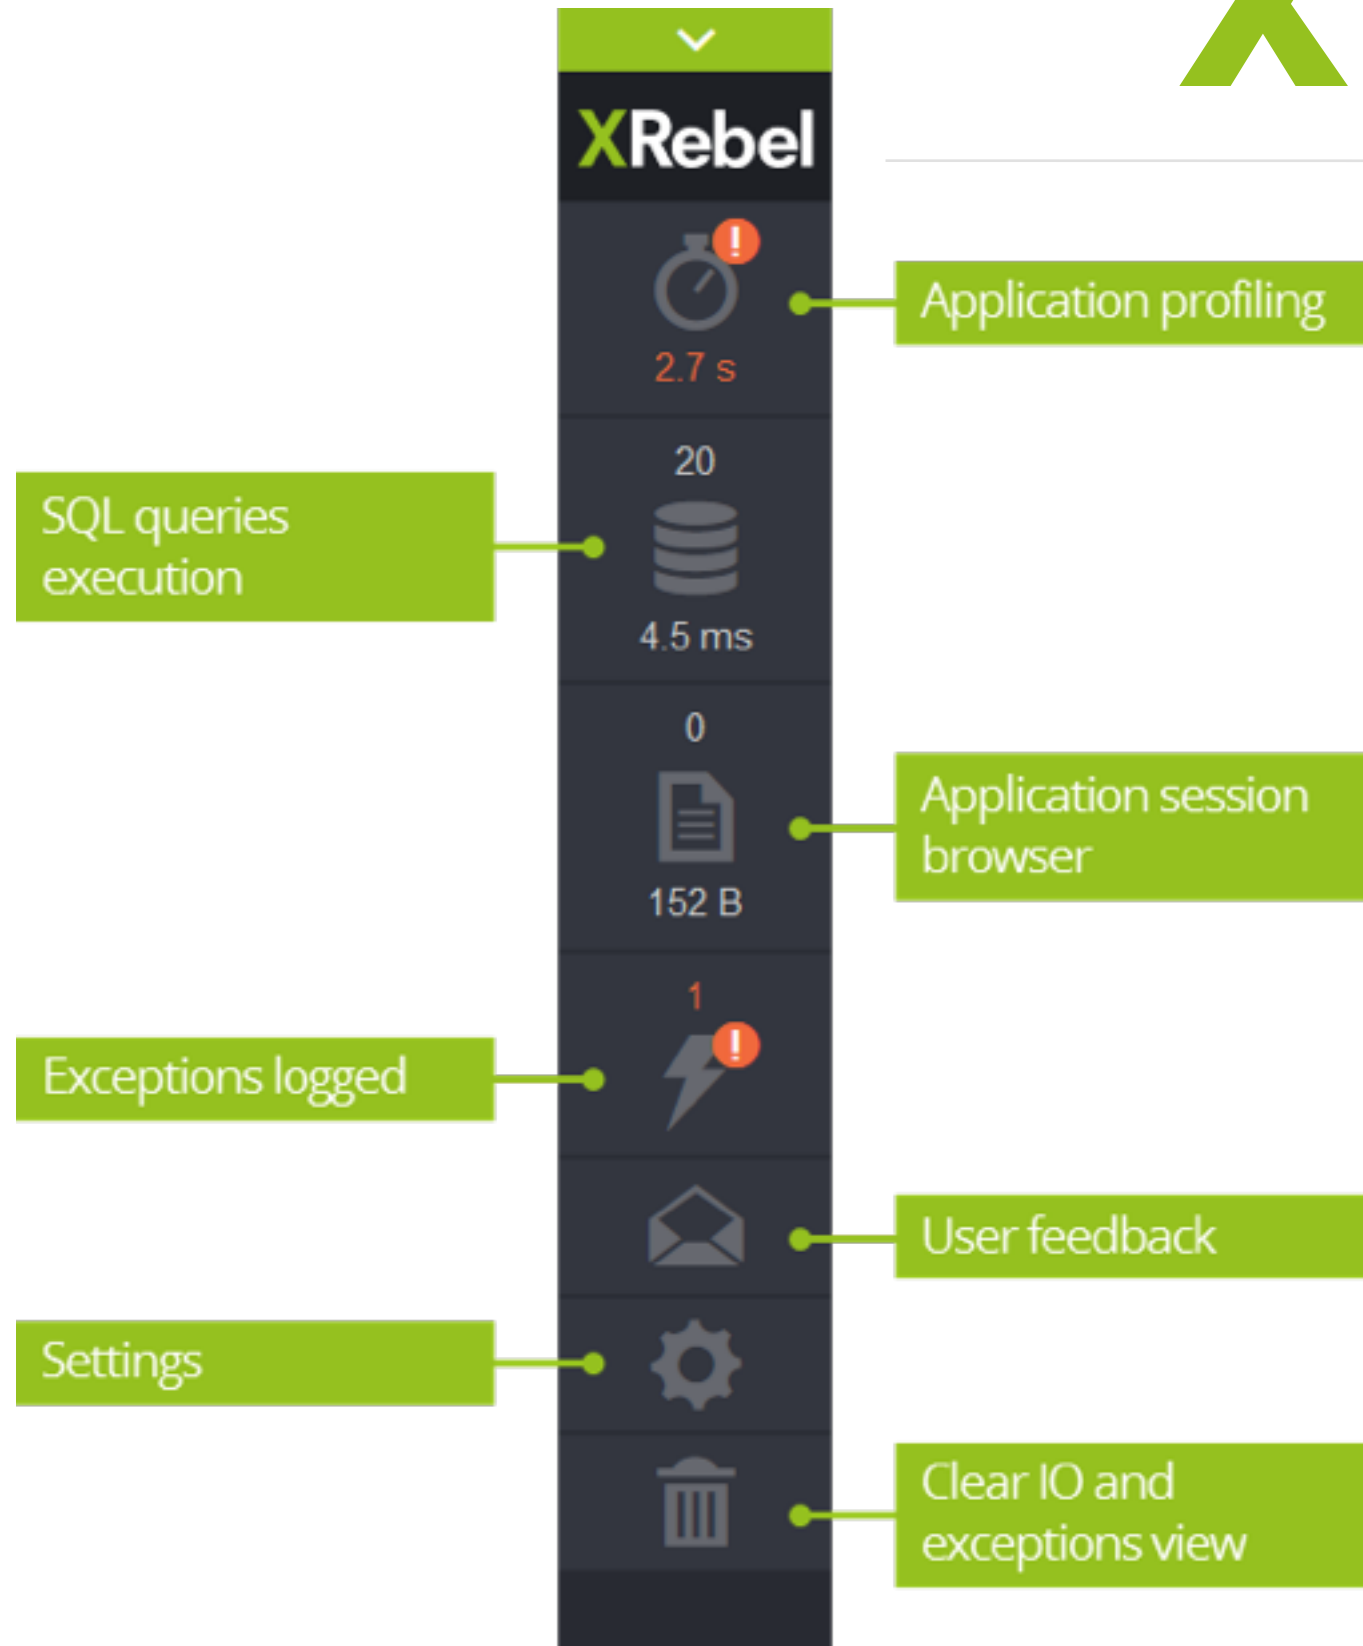 XRebel
!
2.7 s
Application profiling
20
SQL queries
execution
4.5 ms
0
Application session
browser
152 B
1
!
Exceptions logged
User feedback
Settings
Clear IO and
exceptions view